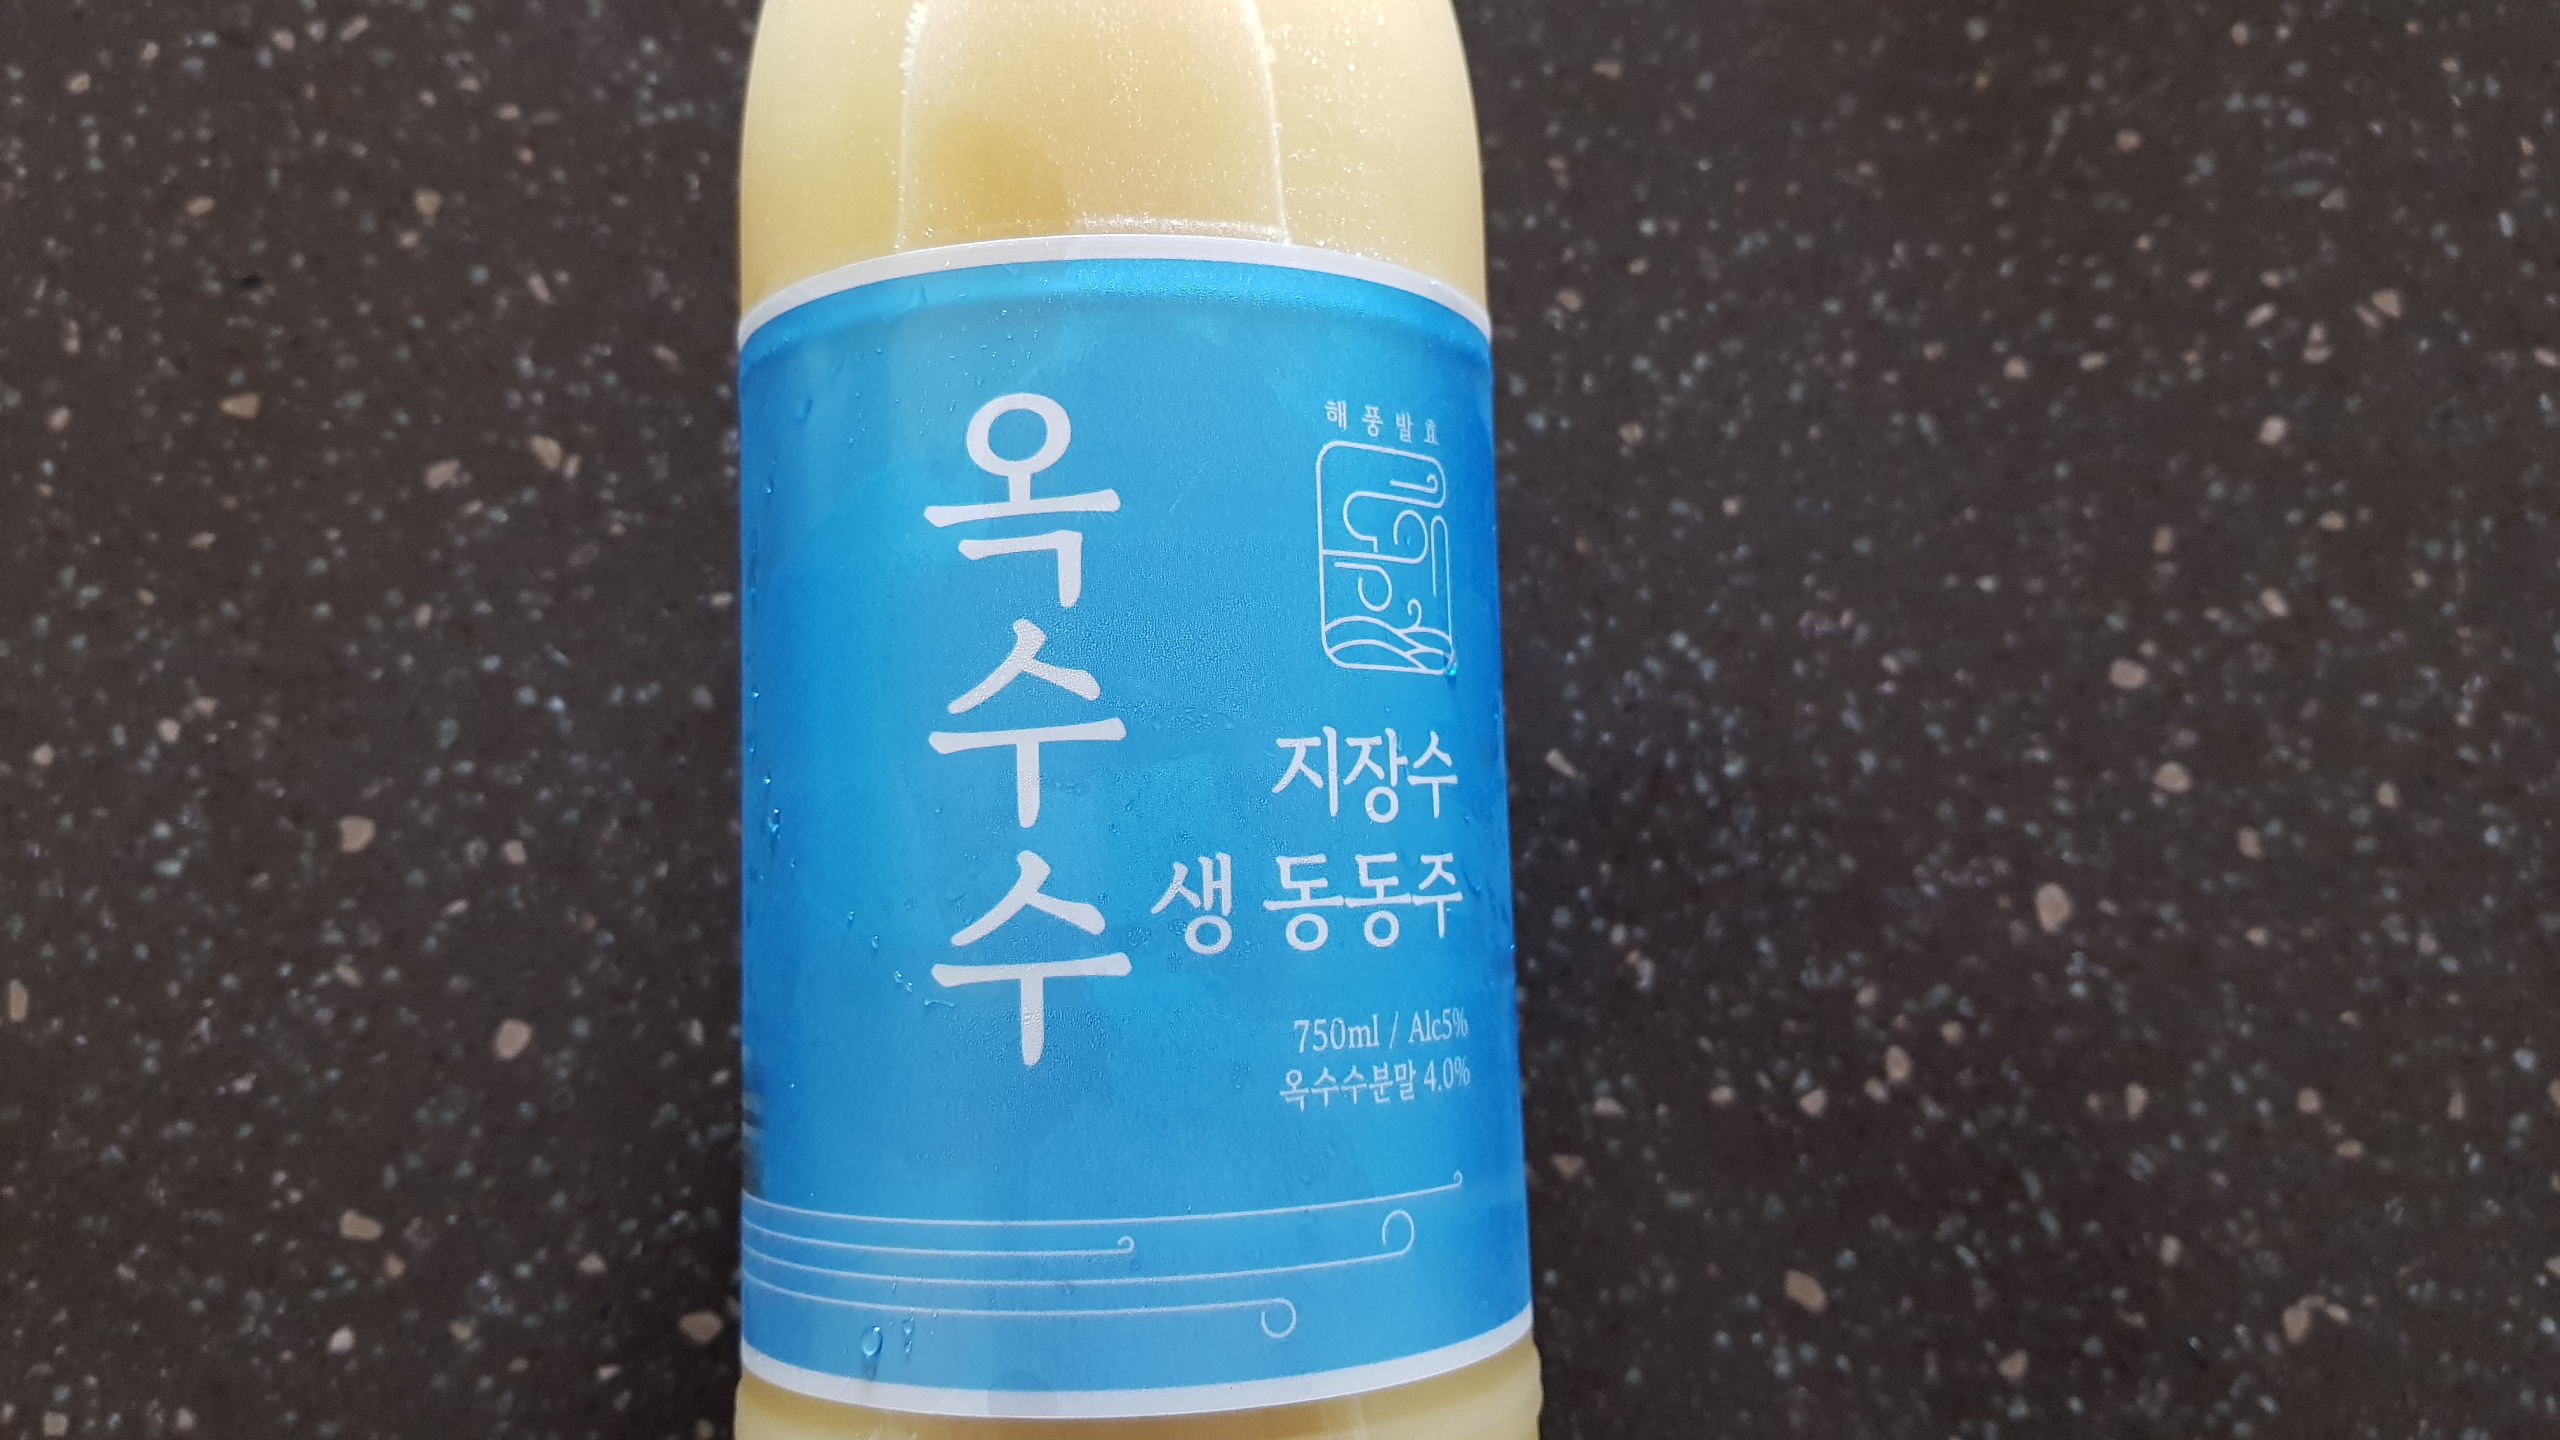 옥수수
해풍발효
지장수
생 동동주
750ml / Alc5%
옥수수분말 4.0%